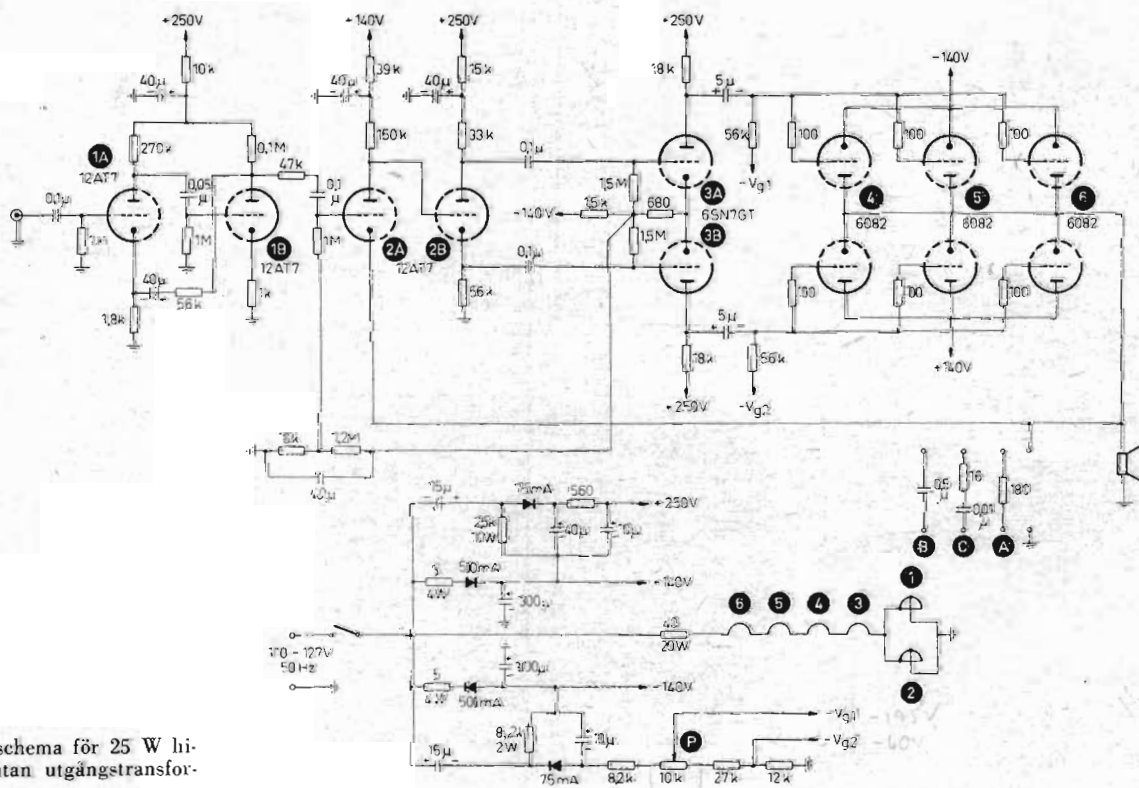 +250V
+140V
+250V
+250V
10k
39k
15k
18k
-140V
40µ
40µ
40µ
5µ
56k
100
100
100
270k
0,1M
150k
33k
-Vg1
1A
12AT7
47k
0,1µ
3A
4
5
6
0,1µ
0,05µ
0,1µ
1,5M
6SN7GT
6082
6082
6082
-140V
1,5k
680
1M
1M
1B
12AT7
2A
2B
12AT7
1,5M
3B
0,1µ
100
100
100
40µ
56k
1k
56k
5µ
1,8k
18k
56k
+140V
+250V
-Vg2
1,2M
40µ
0,5µ
16
0,01µ
180
B
C
A
15µ
75mA
560
+250V
25k
10W
40µ
10µ
5
4W
500mA
+140V
300µ
6
5
4
3
1
2
20W
110-127V
50Hz
300µ
5
4W
500mA
-140V
8,2k
2W
10µ
P
-Vg1
-Vg2
15µ
75mA
8,2k
10k
27k
12k
schema för 25 W hi-
utan utgångstransfor-